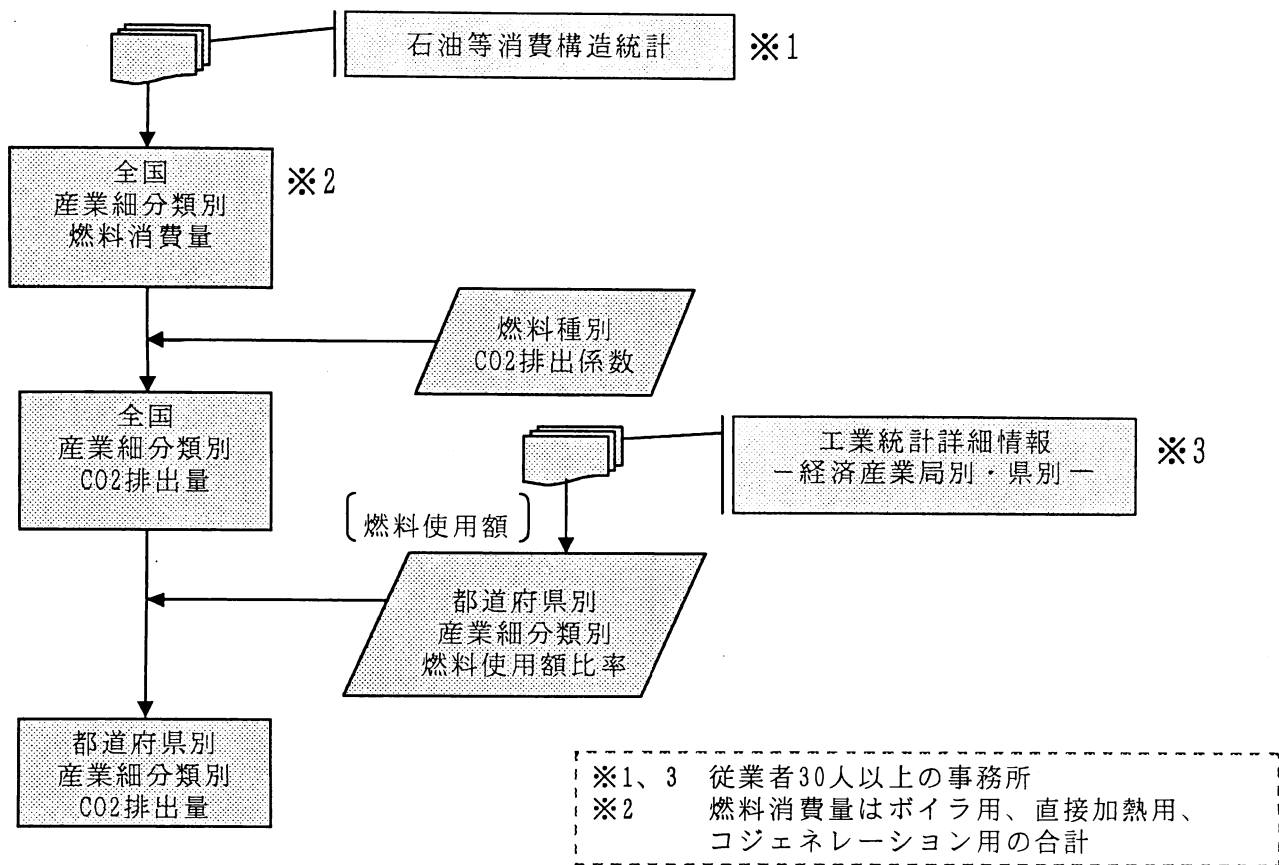 石油等消費構造統計
※1
全国
産業細分類別
燃料消費量
※2
燃料種別
CO2排出係数
全国
産業細分類別
CO2排出量
工業統計詳細情報
―経済産業局別・県別―
※3
〔燃料使用額〕
都道府県別
産業細分類別
燃料使用額比率
都道府県別
産業細分類別
CO2排出量
※1、3 従業者30人以上の事務所
※2 燃料消費量はボイラ用、直接加熱用、
コジェネレーション用の合計